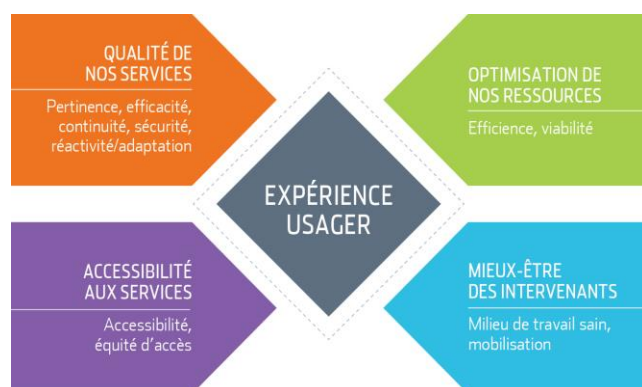 QUALITÉ DE
NOS SERVICES
Pertinence, efficacité,
continuité, sécurité,
réactivité/adaptation
OPTIMISATION DE
NOS RESSOURCES
Efficience, viabilité
EXPÉRIENCE
USAGER
ACCESSIBILITÉ
AUX SERVICES
Accessibilité,
équité d'accès
MIEUX-ÊTRE
DES INTERVENANTS
Milieu de travail sain,
mobilisation